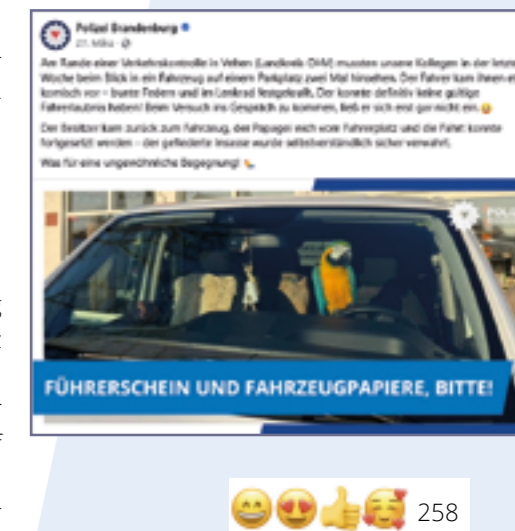 Polizei Brandenburg
27. März
Am Rande einer Verkehrskontrolle in Velten (Landkreis OHV) mussten unsere Kollegen in der letzten
Woche beim Blick in ein Fahrzeug auf einem Parkplatz zwei Mal hinsehen. Der Fahrer kam ihnen
komisch vor – bunte Federn und im Lenkrad festgekrallt. Der konnte definitiv keine gültige
Fahrerlaubnis haben! Beim Versuch ins Gespräch zu kommen, ließ er sich erst gar nicht ein.
Der Besitzer kam zurück zum Fahrzeug, der Papagei wich vom Fahrerplatz und die Fahrt konnte
fortgesetzt werden – der gefiederte Insasse wurde selbstverständlich sicher verwahrt.
Was für eine ungewöhnliche Begegnung!
FÜHRERSCHEIN UND FAHRZEUGPAPIERE, BITTE!
258